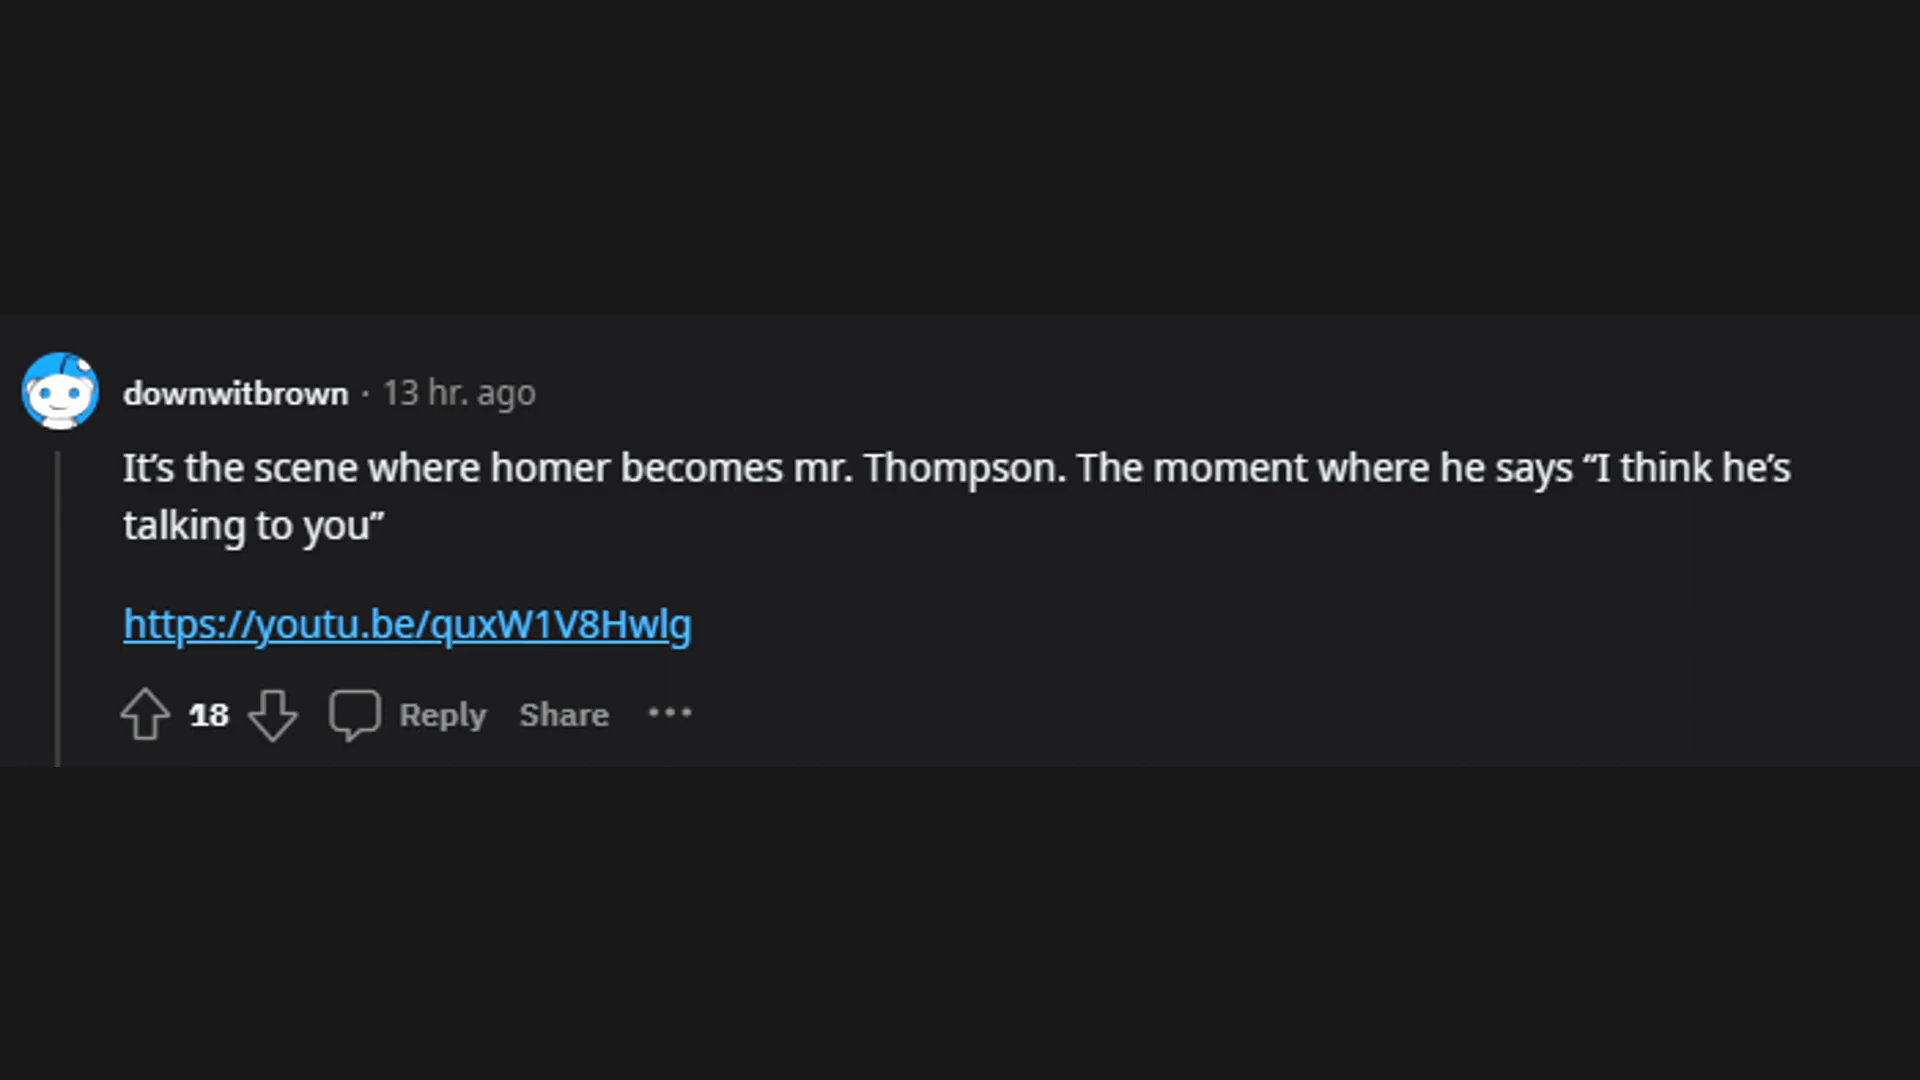 downwitbrown · 13 hr. ago
It’s the scene where homer becomes mr. Thompson. The moment where he says “I think he’s
talking to you”
https://youtu.be/quxW1V8Hwlg
18 Reply Share ···